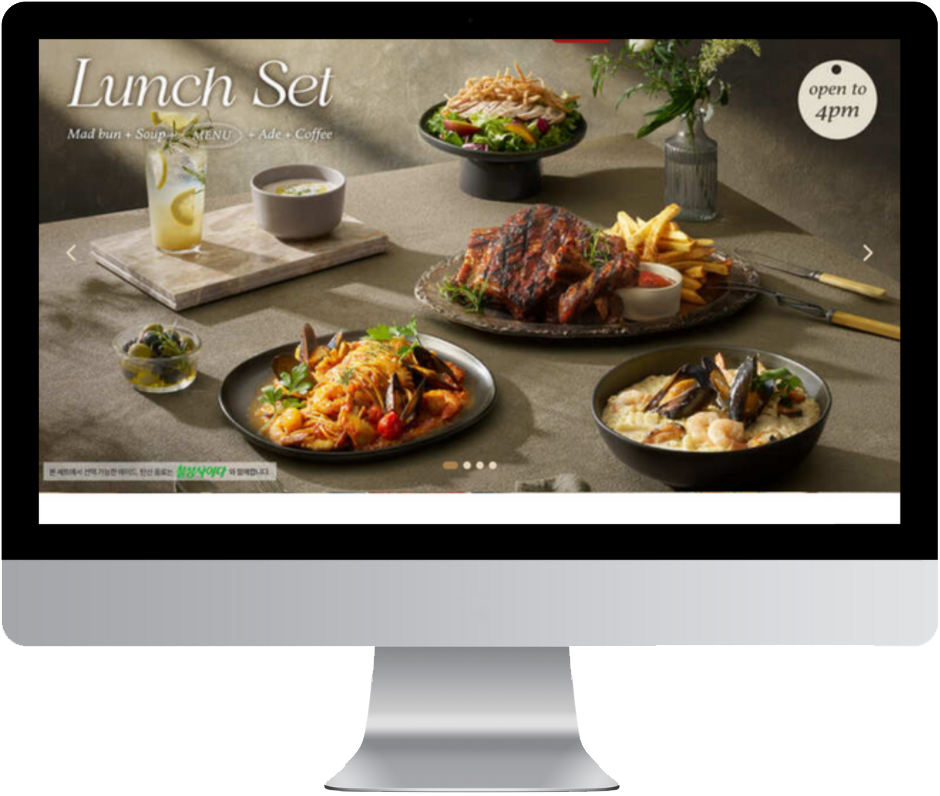 Lunch Set
Mad bun + Soup + MENU + Ade + Coffee
open to
4pm
본 세트에서 선택 가능한 에이드, 탄산 음료는 칠성사이다 와 함께합니다